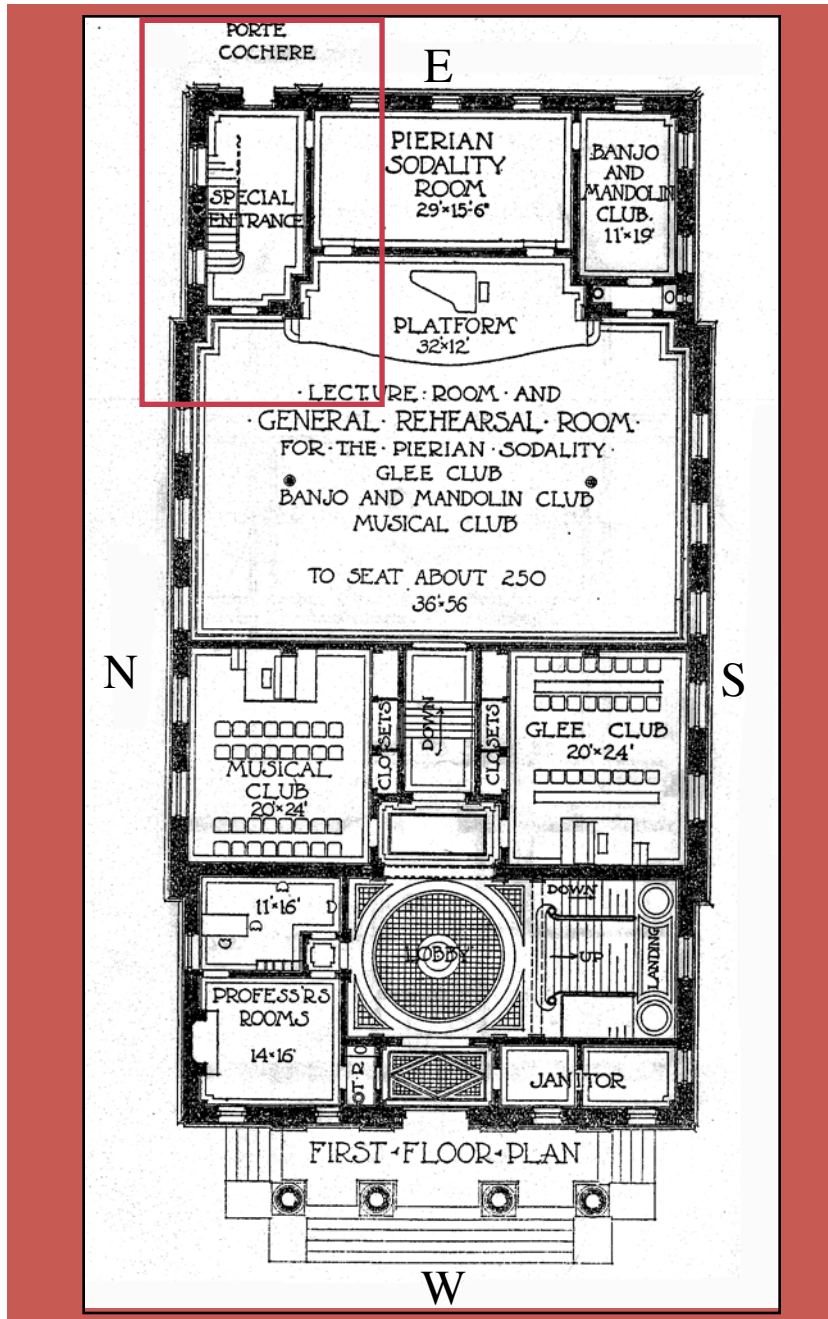 PORTE
COCHERE
E
PIERIAN
SODALITY
ROOM
29'×15'-6"
BANJO
AND
MANDOLIN
CLUB.
11'×19'
SPECIAL
ENTRANCE
PLATFORM
32'×12'
· LECTURE · ROOM · AND
· GENERAL · REHEARSAL · ROOM ·
FOR · THE · PIERIAN · SODALITY ·
GLEE CLUB
BANJO AND MANDOLIN CLUB
MUSICAL CLUB
TO SEAT ABOUT 250
36'×56
N
S
CLOSETS
DOWN
CLOSETS
MUSICAL
CLUB
20'×24'
GLEE CLUB
20'×24'
11'×16'
DOWN
LOBBY
UP
LANDING
PROFESS'RS
ROOMS
14×16'
JANITOR
FIRST · FLOOR · PLAN
W